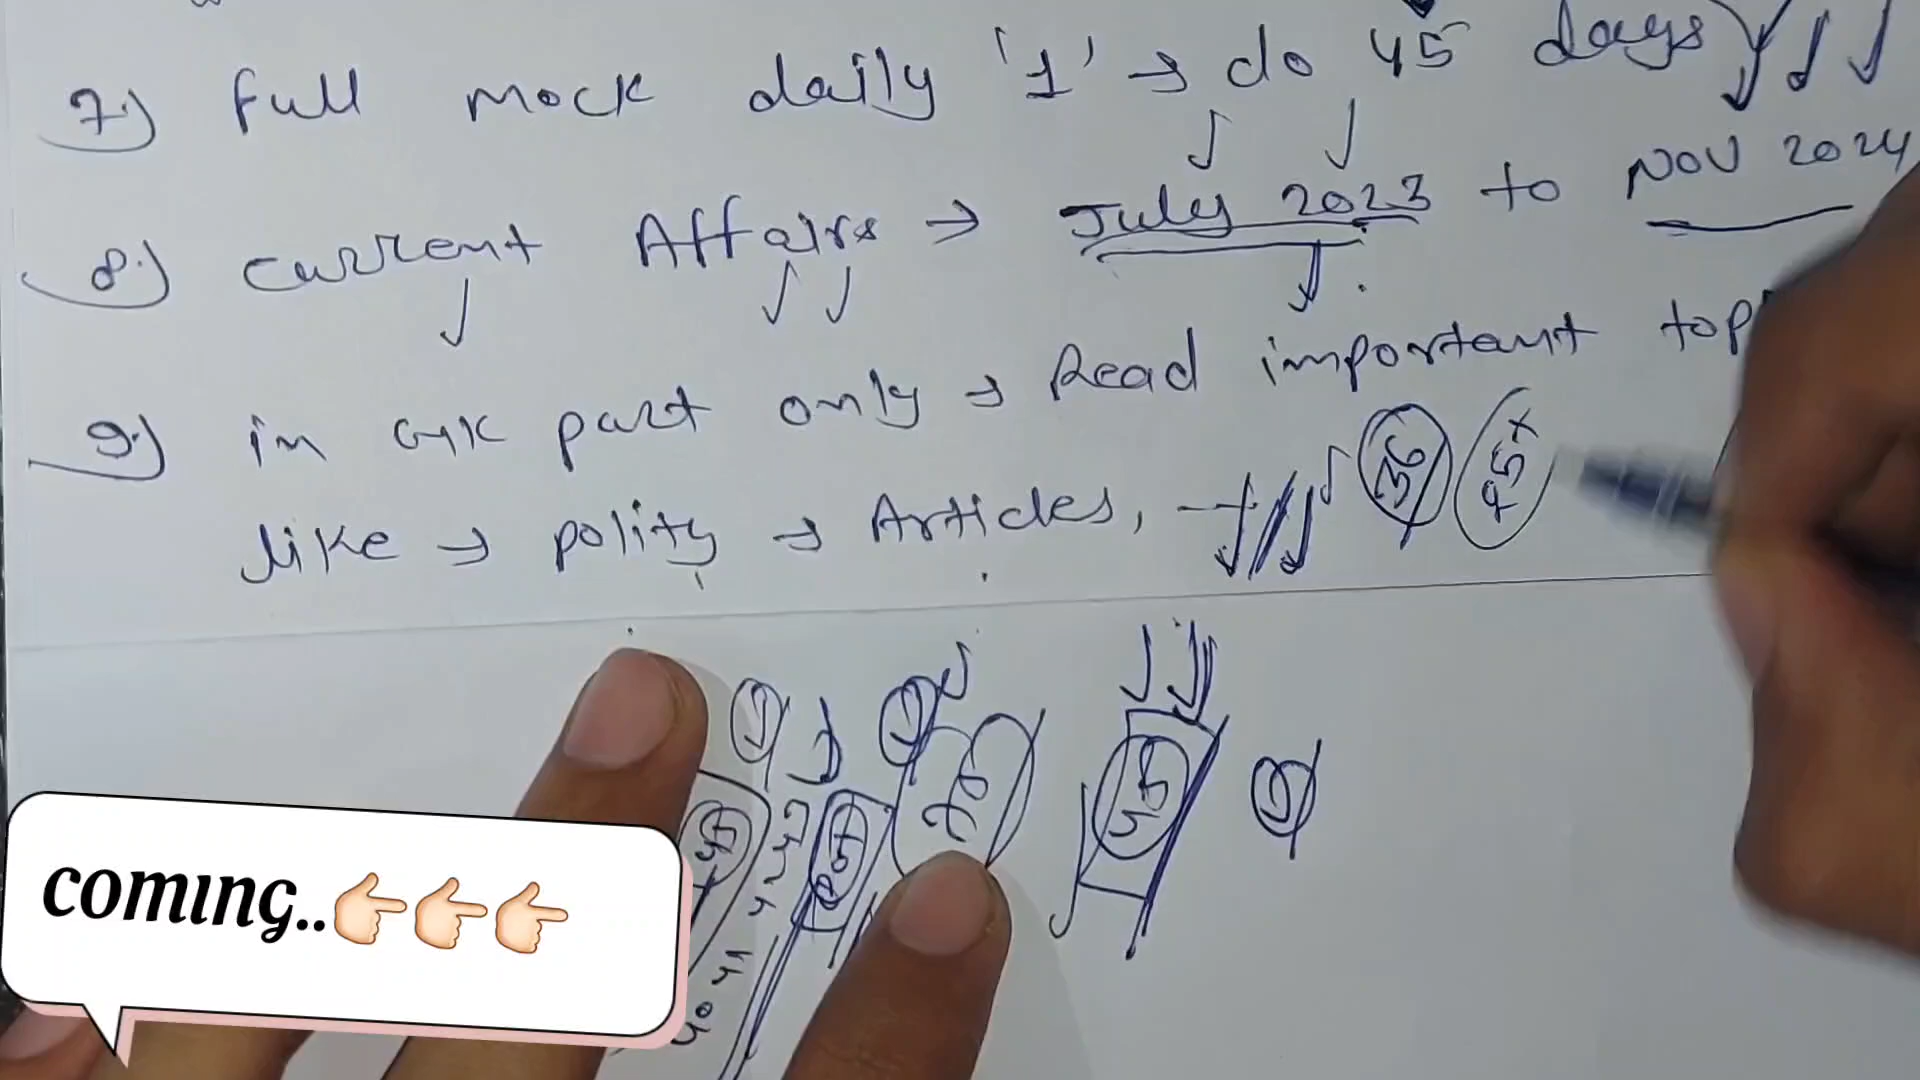 7.) Full mock daily '1' → do 45 days
8.) current Affairs → July 2023 to NOV 2024
9.) in GK part only → Read important top
like → polity → Articles,
36
45
coming..👉🏻👉🏻👉🏻